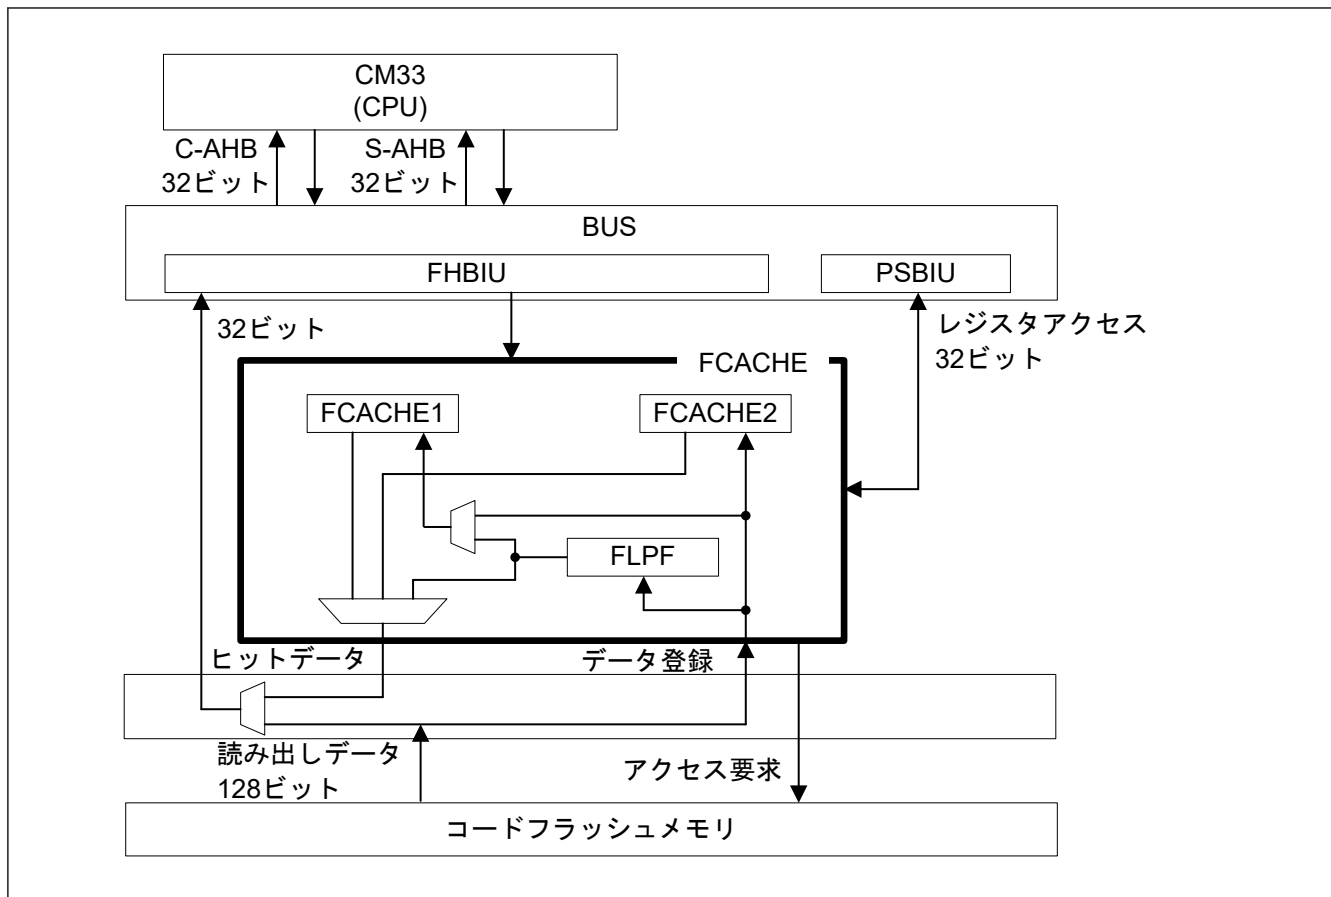 CM33
(CPU)
C-AHB
32ビット
S-AHB
32ビット
BUS
FHBIU
PSBIU
32ビット
レジスタアクセス
32ビット
FCACHE
FCACHE1
FCACHE2
FLPF
ヒットデータ
データ登録
読み出しデータ
128ビット
アクセス要求
コードフラッシュメモリ